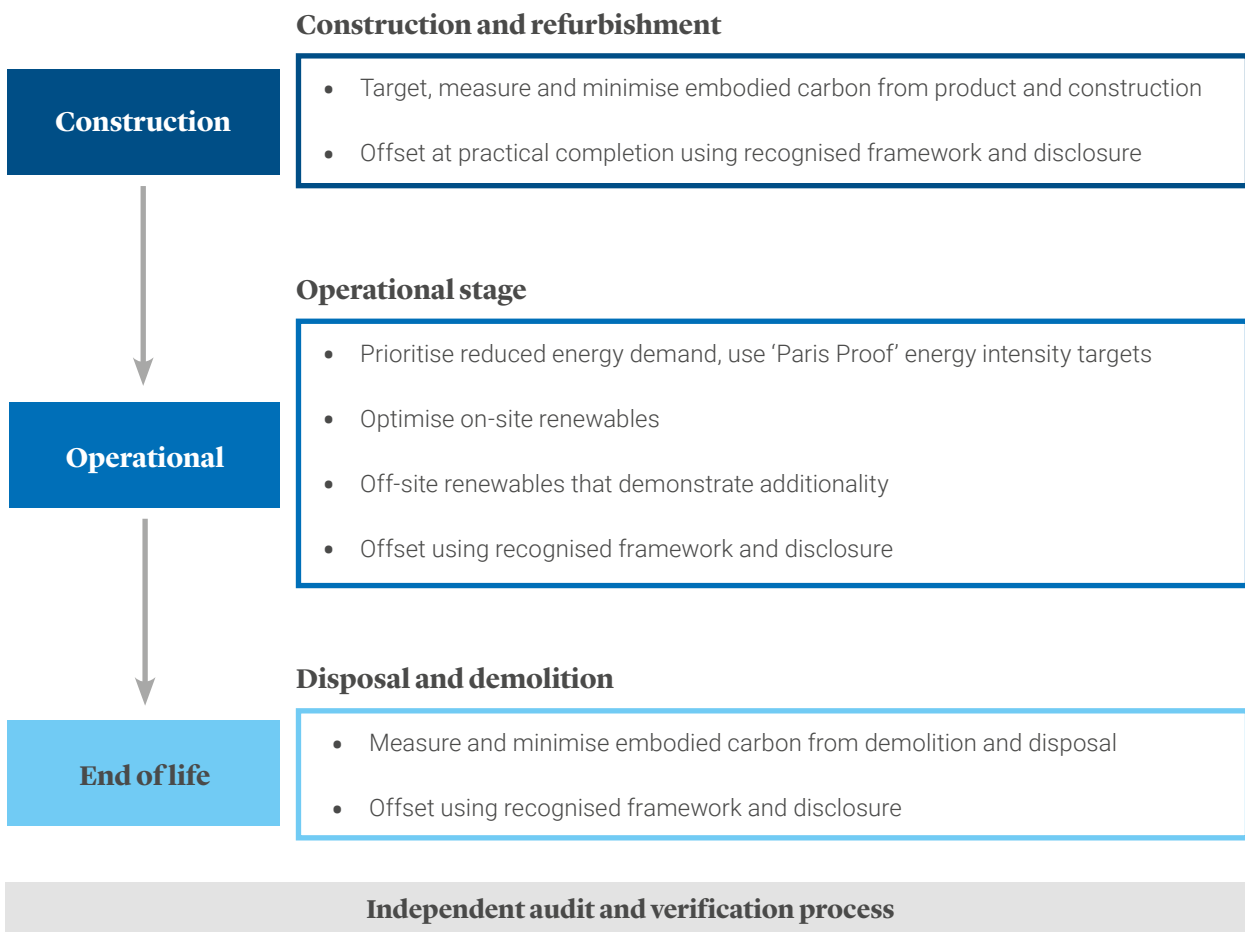 Construction and refurbishment
Construction
• Target, measure and minimise embodied carbon from product and construction
• Offset at practical completion using recognised framework and disclosure
Operational stage
Operational
• Prioritise reduced energy demand, use ‘Paris Proof’ energy intensity targets
• Optimise on-site renewables
• Off-site renewables that demonstrate additionality
• Offset using recognised framework and disclosure
Disposal and demolition
End of life
• Measure and minimise embodied carbon from demolition and disposal
• Offset using recognised framework and disclosure
Independent audit and verification process